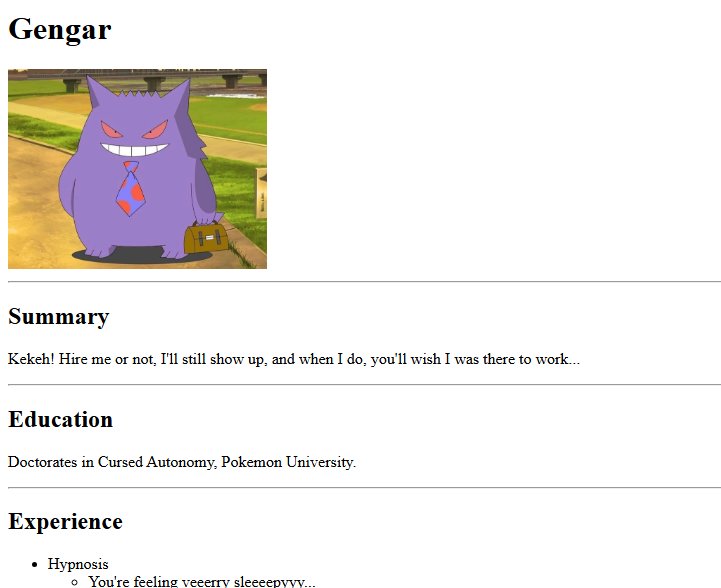 Gengar
Summary
Kekeh! Hire me or not, I'll still show up, and when I do, you'll wish I was there to work...
Education
Doctorates in Cursed Autonomy, Pokemon University.
Experience
Hypnosis
You're feeling veeerry sleeeepyyy...